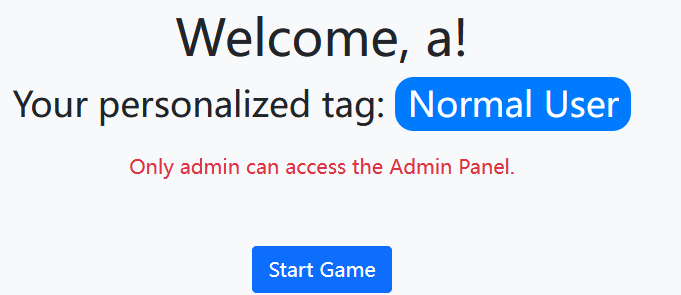 Welcome, a!
Your personalized tag: Normal User
Only admin can access the Admin Panel.
Start Game